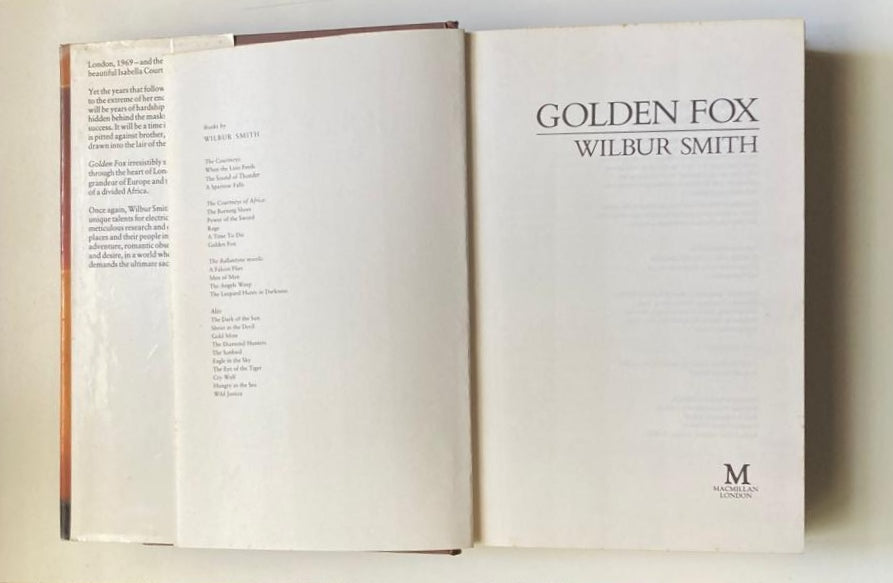 London, 1969 – and the
beautiful Isabella Court
Yet the years that follow
to the extreme of her enc
will be years of hardship
hidden behind the mask
success. It will be a time i
is pitted against brother,
drawn into the lair of the
Golden Fox irresistibly s
through the heart of Lon
grandeur of Europe and t
of a divided Africa.
Once again, Wilbur Smit
unique talents for electric
meticulous research and
places and their people in
adventure, romantic obse
and desire, in a world whe
demands the ultimate sac
Books by
WILBUR SMITH
The Courtneys
When the Lion Feeds
The Sound of Thunder
A Sparrow Falls
The Courtneys of Africa
The Burning Shore
Power of the Sword
Rage
A Time To Die
Golden Fox
The Ballantyne novels
A Falcon Flies
Men of Men
The Angels Weep
The Leopard Hunts in Darkness
Also
The Dark of the Sun
Shout at the Devil
Gold Mine
The Diamond Hunters
The Sunbird
Eagle in the Sky
The Eye of the Tiger
Cry Wolf
Hungry as the Sea
Wild Justice
GOLDEN FOX
WILBUR SMITH
M
MACMILLAN
LONDON